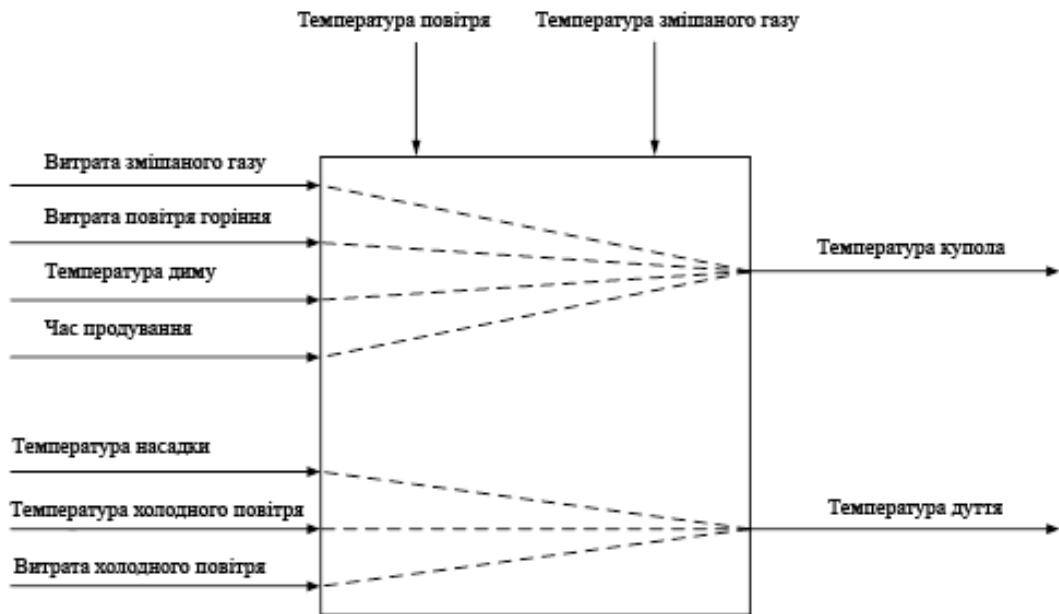 Температура повітря
Температура змішаного газу
Витрата змішаного газу
Витрата повітря горіння
Температура диму
Час продування
Температура купола
Температура насадки
Температура холодного повітря
Витрата холодного повітря
Температура дуття